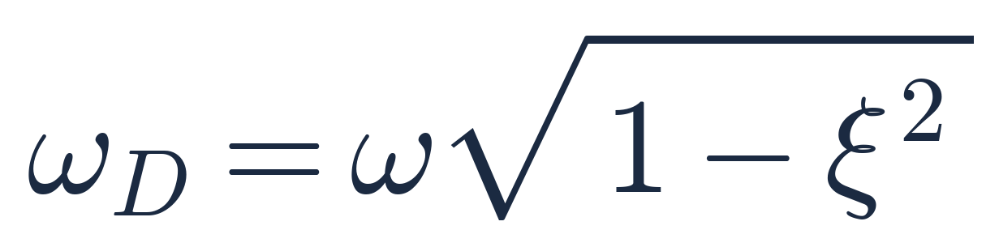 ω_D = ω√(1 − ξ²)